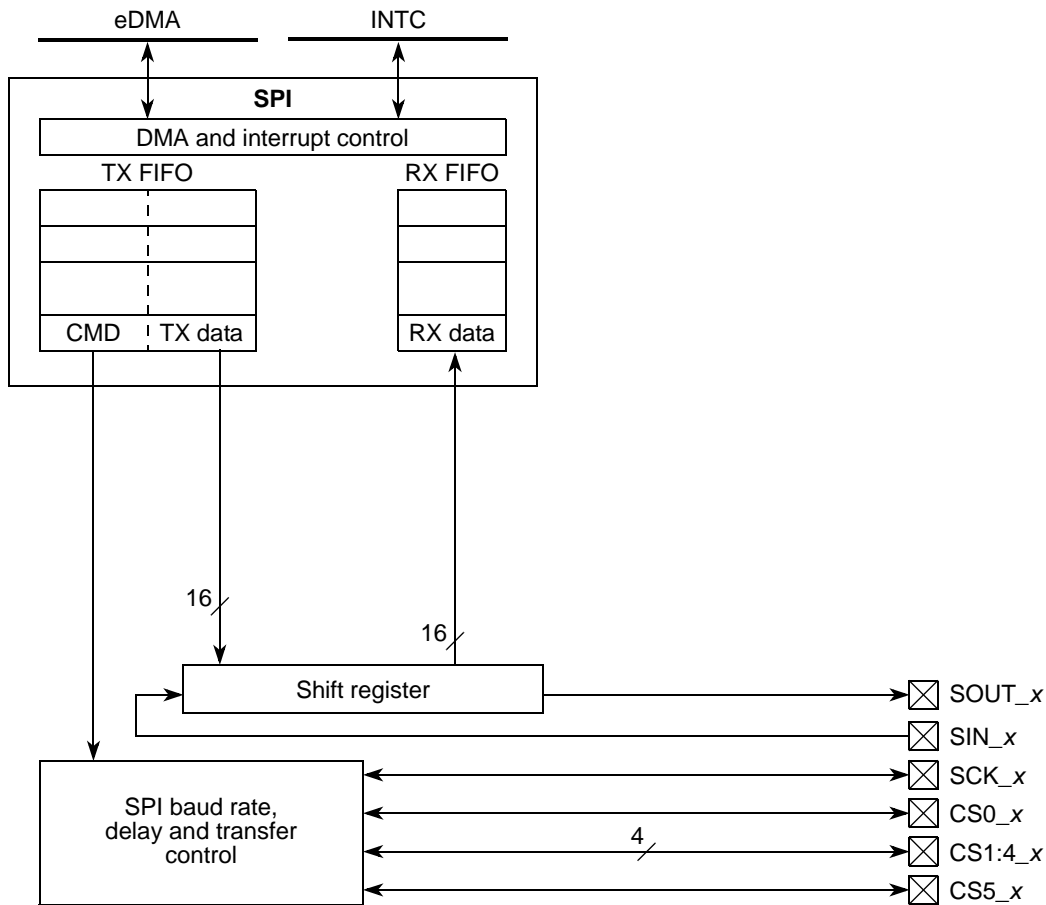 eDMA
INTC
SPI
DMA and interrupt control
TX FIFO
RX FIFO
CMD
TX data
RX data
16
16
Shift register
SOUT_x
SIN_x
SCK_x
SPI baud rate,
delay and transfer
control
CS0_x
4
CS1:4_x
CS5_x